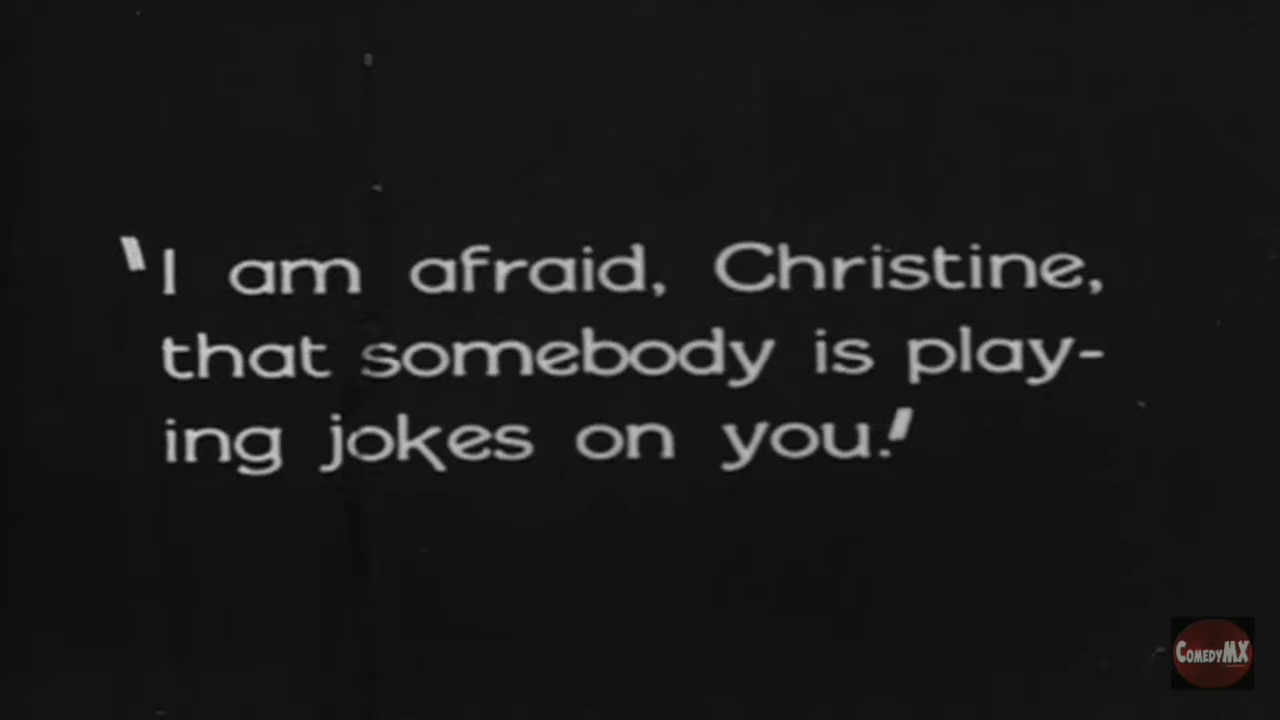 'I am afraid, Christine,
that somebody is play-
ing jokes on you.'
COMEDYMX